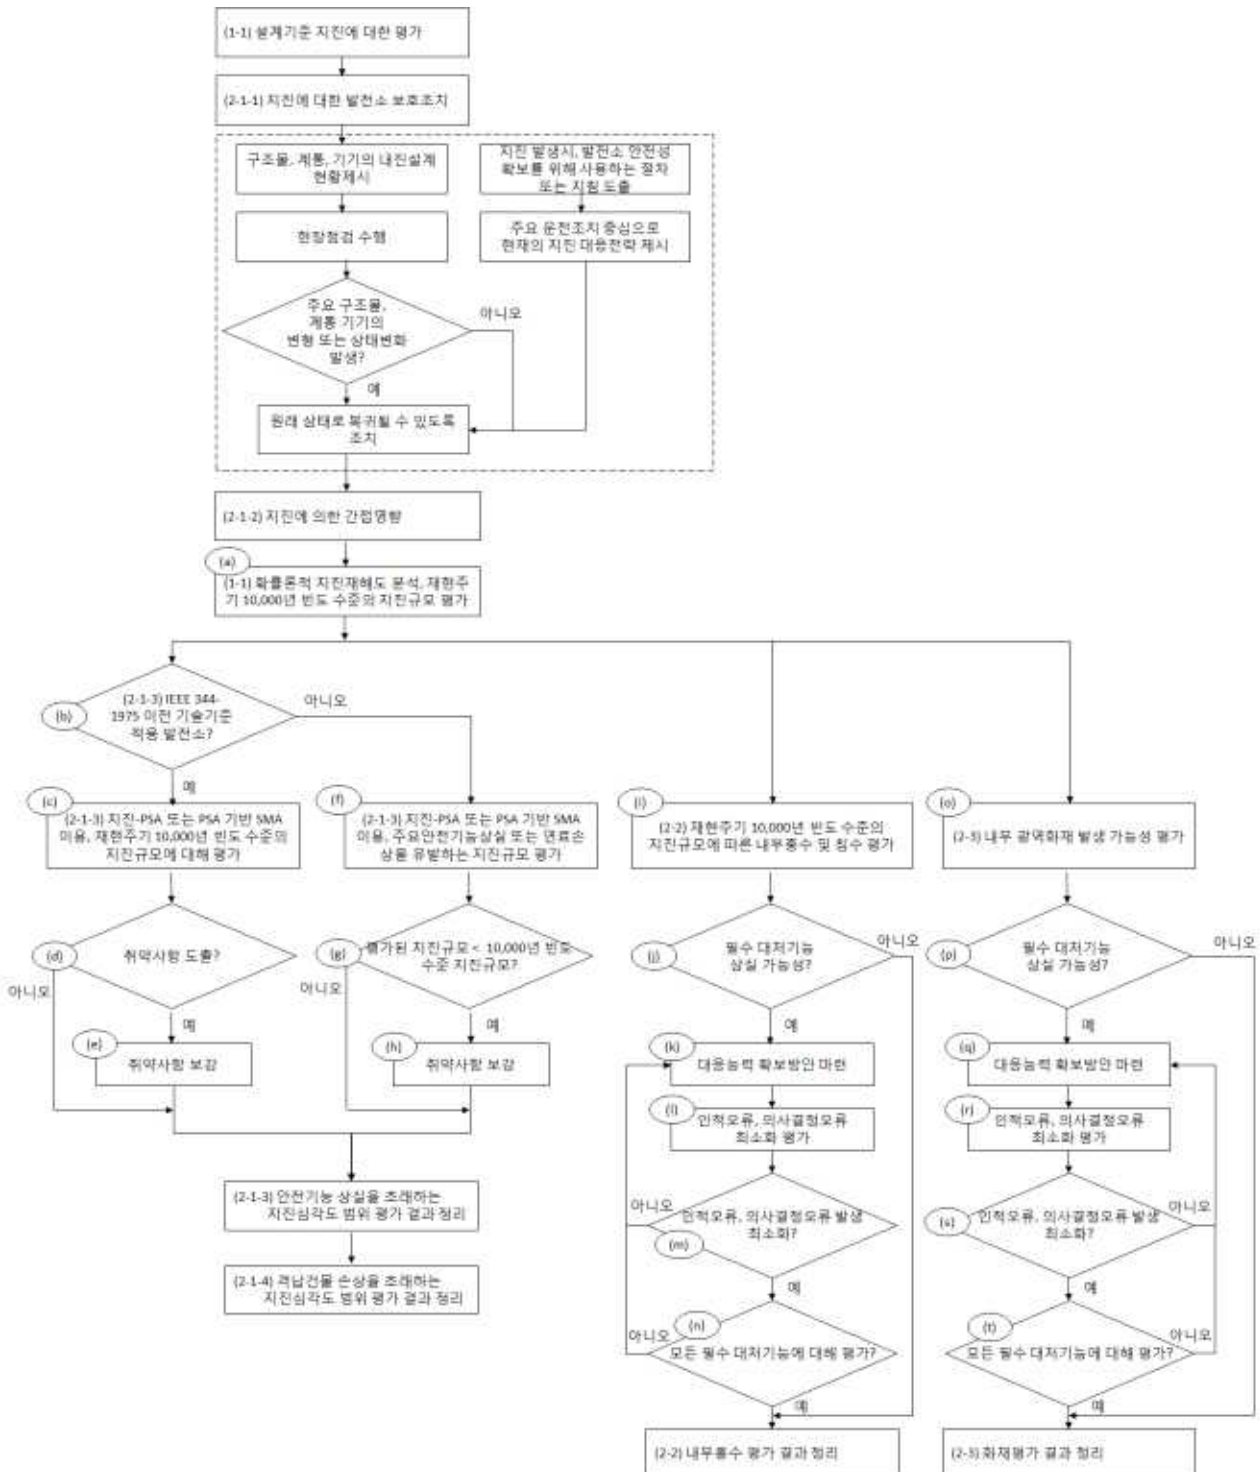 (1-1) 설계기준 지진에 대한 평가
(2-1-1) 지진에 대한 발전소 보호조치
구조물, 계통, 기기의 내진설계
현황제시
지진 발생시, 발전소 안전성
확보를 위해 사용하는 절차
또는 지침 도출
현장점검 수행
주요 운전조치 중심으로
현재의 지진 대응전략 제시
주요 구조물,
계통 기기의
변형 또는 상태변화
발생?
아니오
예
원래 상태로 복귀될 수 있도록
조치
(2-1-2) 지진에 의한 간접영향
(a)
(1-1) 확률론적 지진재해도 분석, 재현주
기 10,000년 빈도 수준의 지진규모 평가
(b)
(2-1-3) IEEE 344-
1975 이전 기술기준
적용 발전소?
아니오
예
(c)
(2-1-3) 지진-PSA 또는 PSA 기반 SMA
이용, 재현주기 10,000년 빈도 수준의
지진규모에 대해 평가
(f)
(2-1-3) 지진-PSA 또는 PSA 기반 SMA
이용, 주요안전기능상실 또는 연료손
상을 유발하는 지진규모 평가
(i)
(2-2) 재현주기 10,000년 빈도 수준의
지진규모에 따른 내부홍수 및 침수 평가
(o)
(2-3) 내부 광역화재 발생 가능성 평가
(d)
취약사항 도출?
아니오
예
(g)
평가된 지진규모 < 10,000년 빈도
수준 지진규모?
아니오
예
(j)
필수 대처기능
상실 가능성?
아니오
예
(p)
필수 대처기능
상실 가능성?
아니오
예
(e)
취약사항 보강
(h)
취약사항 보강
(k)
대응능력 확보방안 마련
(q)
대응능력 확보방안 마련
(l)
인적오류, 의사결정오류
최소화 평가
(r)
인적오류, 의사결정오류
최소화 평가
(2-1-3) 안전기능 상실을 초래하는
지진심각도 범위 평가 결과 정리
아니오
인적오류, 의사결정오류 발생
최소화?
(m)
예
(s)
인적오류, 의사결정오류 발생
최소화?
아니오
예
(2-1-4) 격납건물 손상을 초래하는
지진심각도 범위 평가 결과 정리
(n)
아니오
모든 필수 대처기능에 대해 평가?
예
(t)
아니오
모든 필수 대처기능에 대해 평가?
예
(2-2) 내부홍수 평가 결과 정리
(2-3) 화재평가 결과 정리